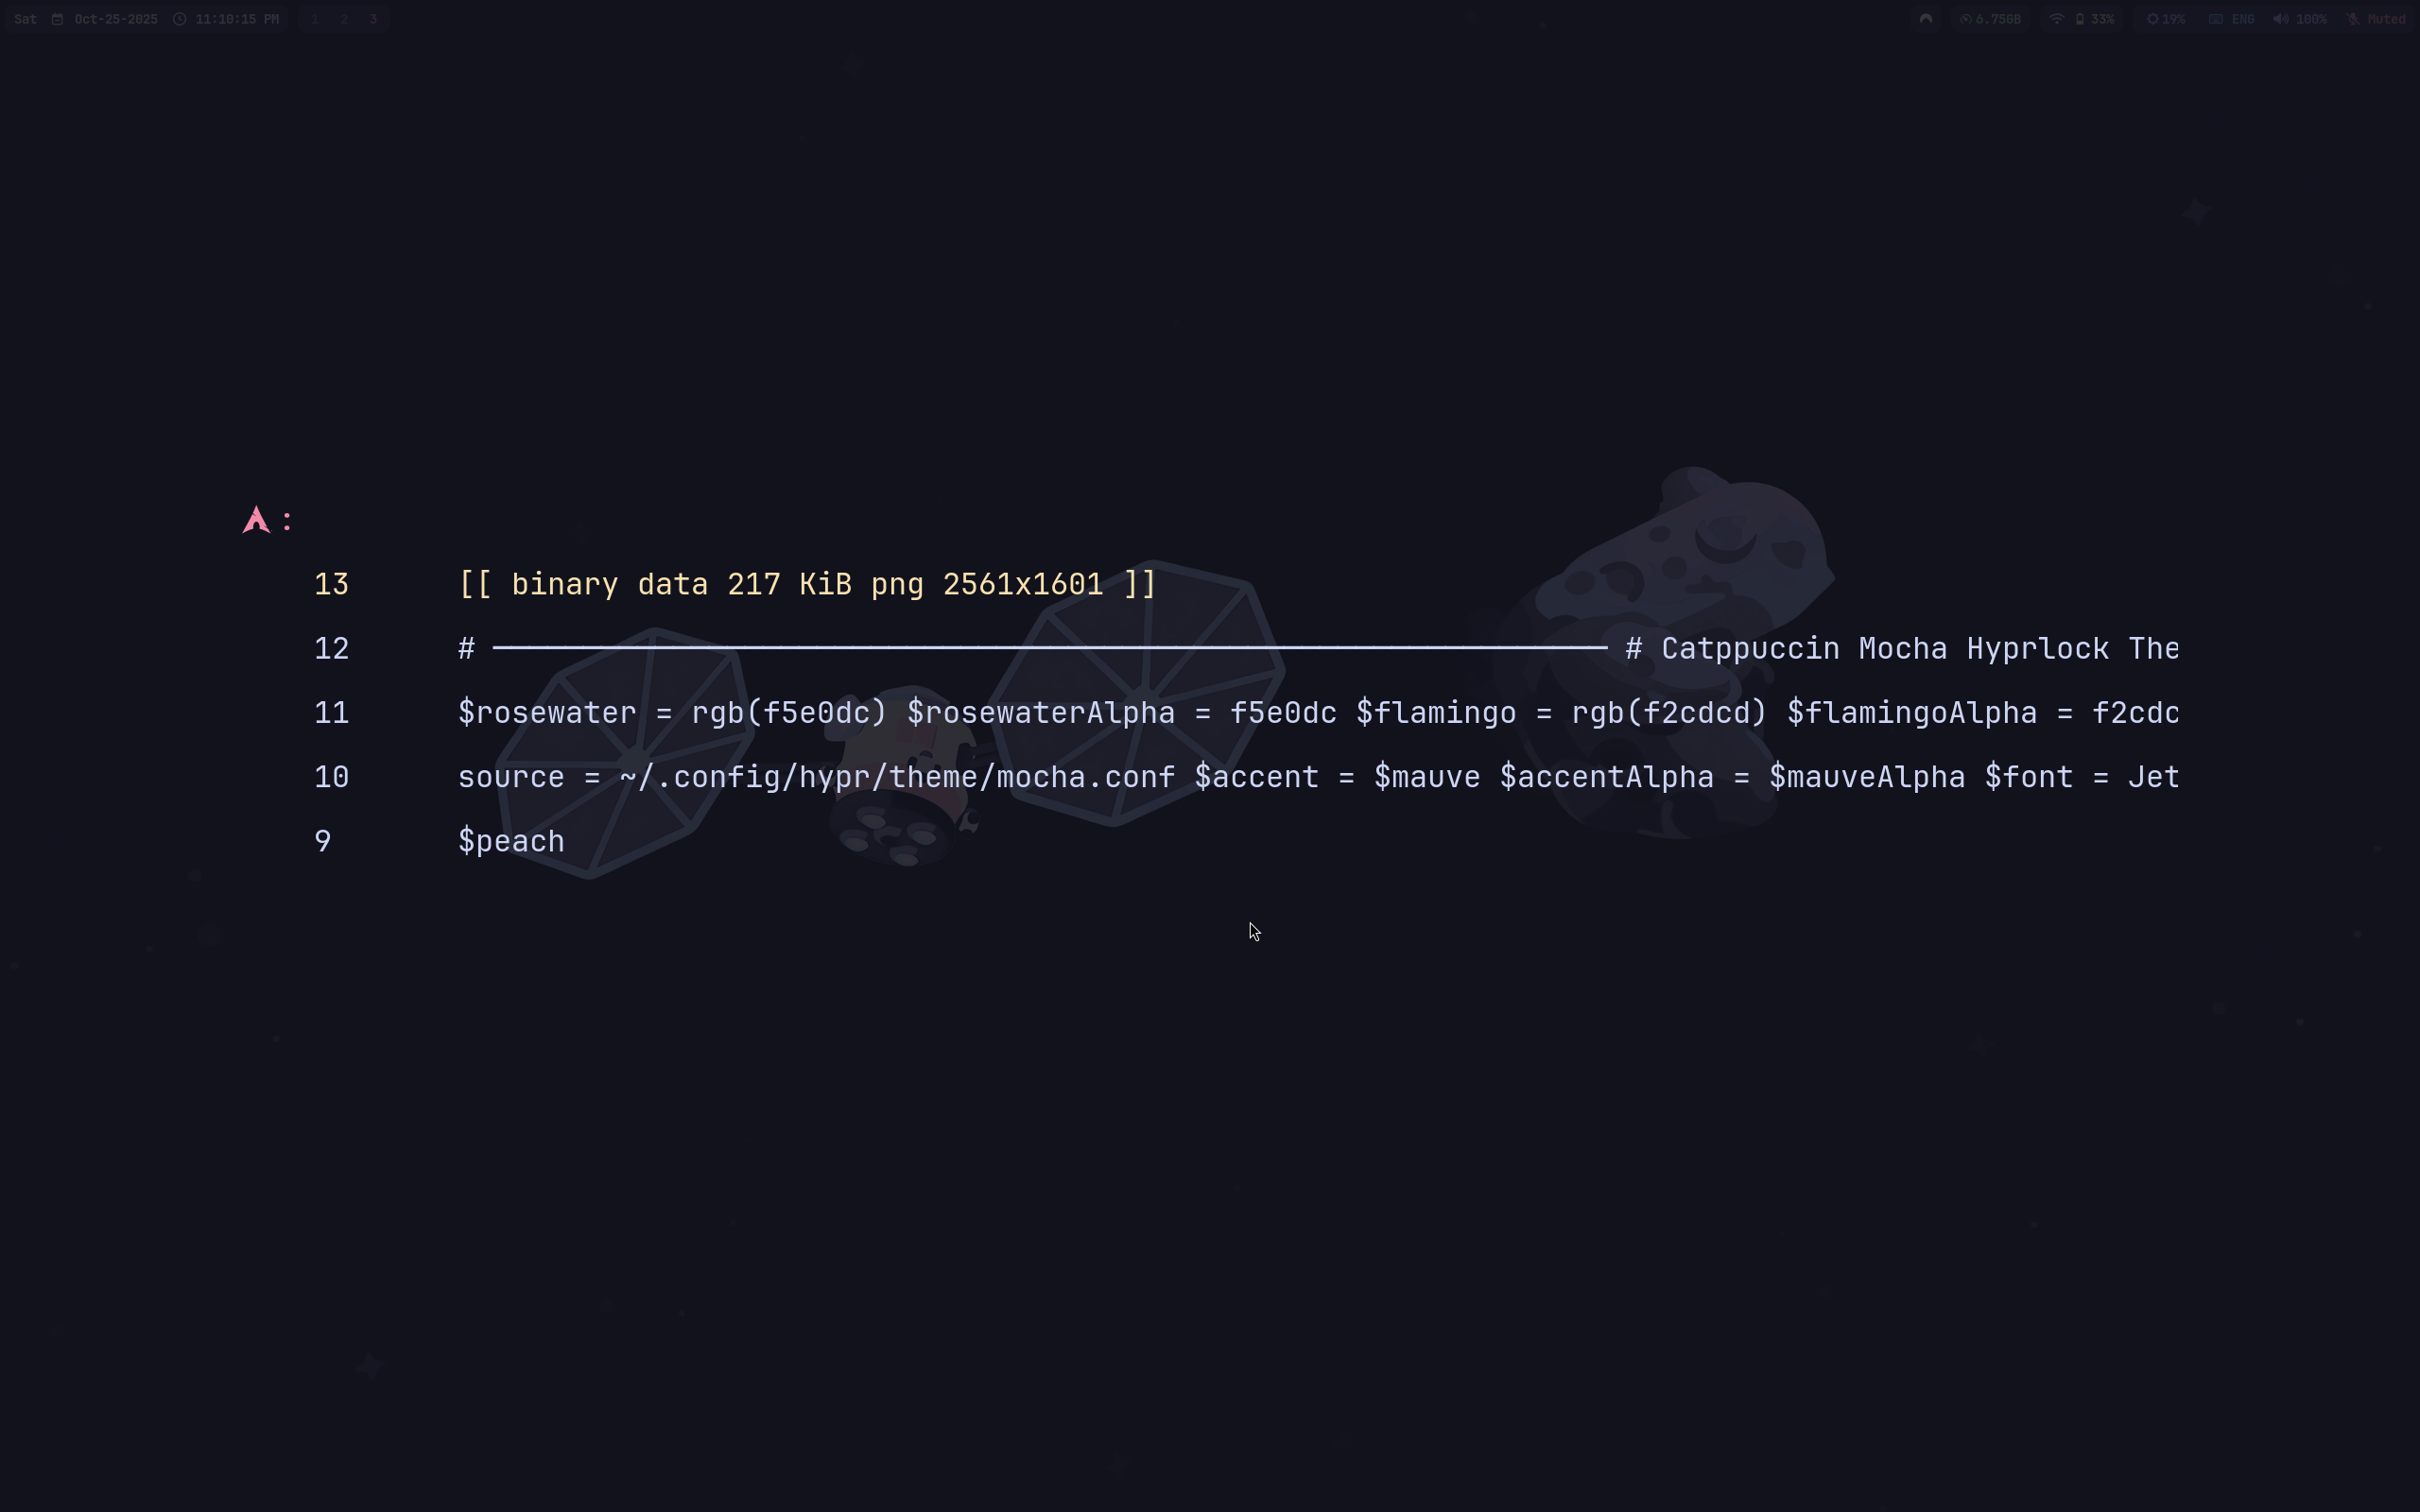 Sat Oct-25-2025 11:10:15 PM 1 2 3 6.75GB 33% 19% ENG 100% Muted
:
13 [[ binary data 217 KiB png 2561x1601 ]]
12 # ────────────────────────────────────────────────────────────── # Catppuccin Mocha Hyprlock The
11 $rosewater = rgb(f5e0dc) $rosewaterAlpha = f5e0dc $flamingo = rgb(f2cdcd) $flamingoAlpha = f2cdc
10 source = ~/.config/hypr/theme/mocha.conf $accent = $mauve $accentAlpha = $mauveAlpha $font = Jet
9 $peach